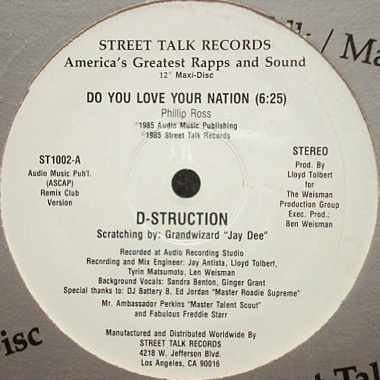 lk / Ma
STREET TALK RECORDS
America's Greatest Rapps and Sound
12" Maxi-Disc
DO YOU LOVE YOUR NATION (6:25)
Phillip Ross
©1985 Audio Music Publishing
℗1985 Street Talk Records
ST1002-A
Audio Music Pub'l.
(ASCAP)
Remix Club
Version
STEREO
Prod. By
Lloyd Tolbert
for
The Weisman
Production Group
Exec. Prod.:
Ben Weisman
D-STRUCTION
Scratching by: Grandwizard "Jay Dee"
Recorded at Audio Recording Studio
Recording and Mix Engineer: Jay Antista, Lloyd Tolbert,
Tyrin Matsumoto, Len Weisman
Background Vocals: Sandra Benton, Ginger Grant
Special thanks to: DJ Battery B, Ed Jordan "Master Roadie Supreme"
Mr. Ambassador Perkins "Master Talent Scout"
and Fabulous Freddie Starr
Manufactured and Distributed Worldwide By
STREET TALK RECORDS
4218 W. Jefferson Blvd.
Los Angeles, CA 90016
Disc
t Tal